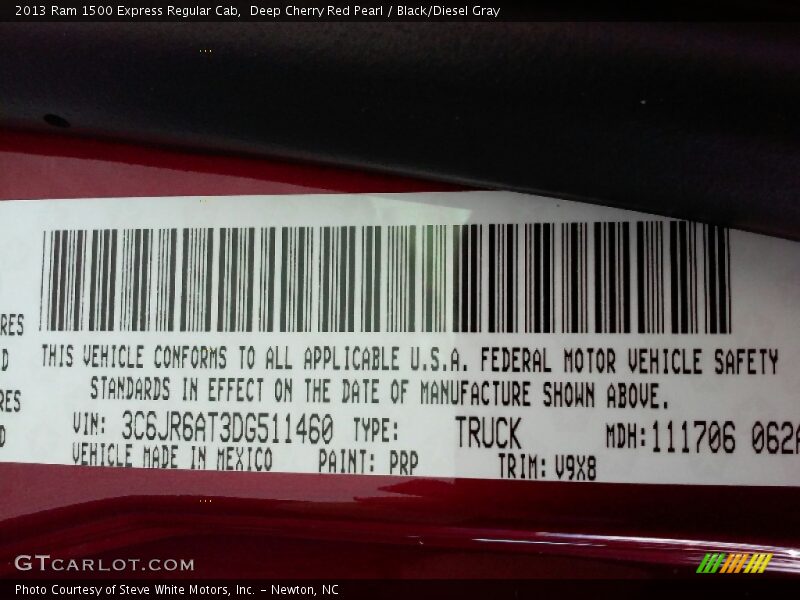 2013 Ram 1500 Express Regular Cab,  Deep Cherry Red Pearl / Black/Diesel Gray
RES
D
RES
D
THIS VEHICLE CONFORMS TO ALL APPLICABLE U.S.A. FEDERAL MOTOR VEHICLE SAFETY
STANDARDS IN EFFECT ON THE DATE OF MANUFACTURE SHOWN ABOVE.
VIN: 3C6JR6AT3DG511460 TYPE: TRUCK MDH:111706 062A
VEHICLE MADE IN MEXICO PAINT: PRP TRIM: V9X8
GTCARLOT.COM
Photo Courtesy of Steve White Motors, Inc. – Newton, NC